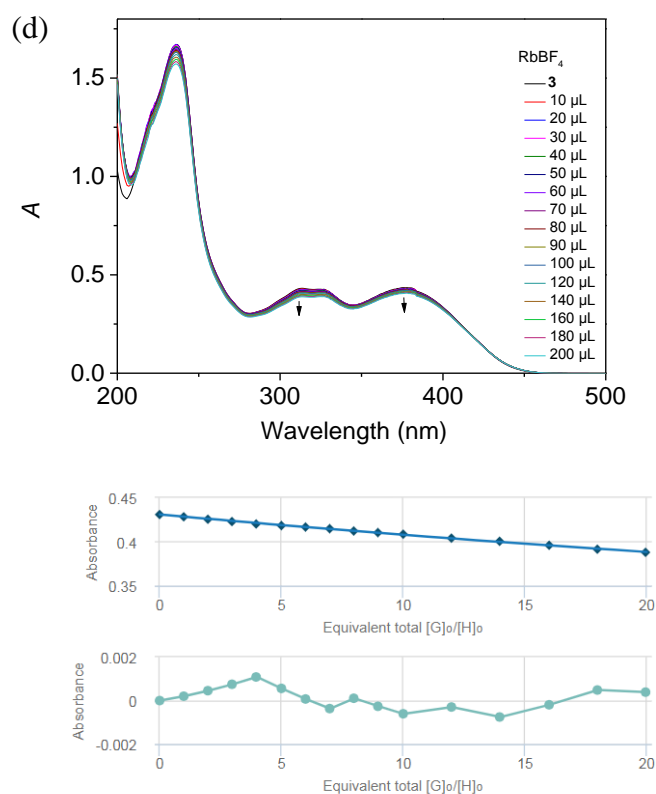 (d)
1.5
1.0
0.5
0.0
A
200
300
400
500
Wavelength (nm)
RbBF₄
3
10 µL
20 µL
30 µL
40 µL
50 µL
60 µL
70 µL
80 µL
90 µL
100 µL
120 µL
140 µL
160 µL
180 µL
200 µL
0.45
0.4
0.35
Absorbance
0
5
10
15
20
Equivalent total [G]₀/[H]₀
0.002
0
-0.002
Absorbance
0
5
10
15
20
Equivalent total [G]₀/[H]₀